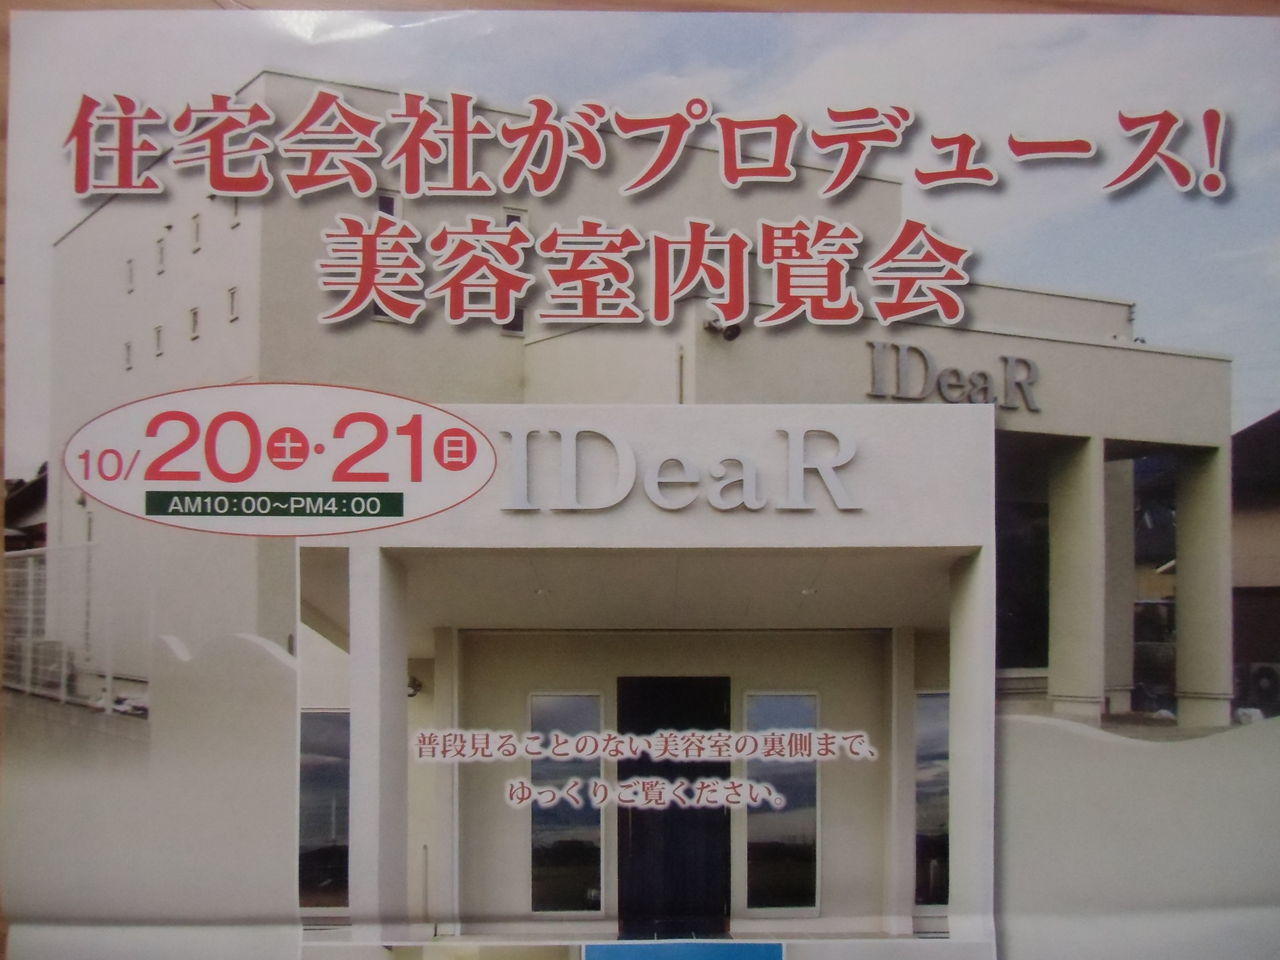 住宅会社がプロデュース!
美容室内覧会
IDeaR
10/20土・21日
AM10:00~PM4:00
IDeaR
普段見ることのない美容室の裏側まで、
ゆっくりご覧ください。